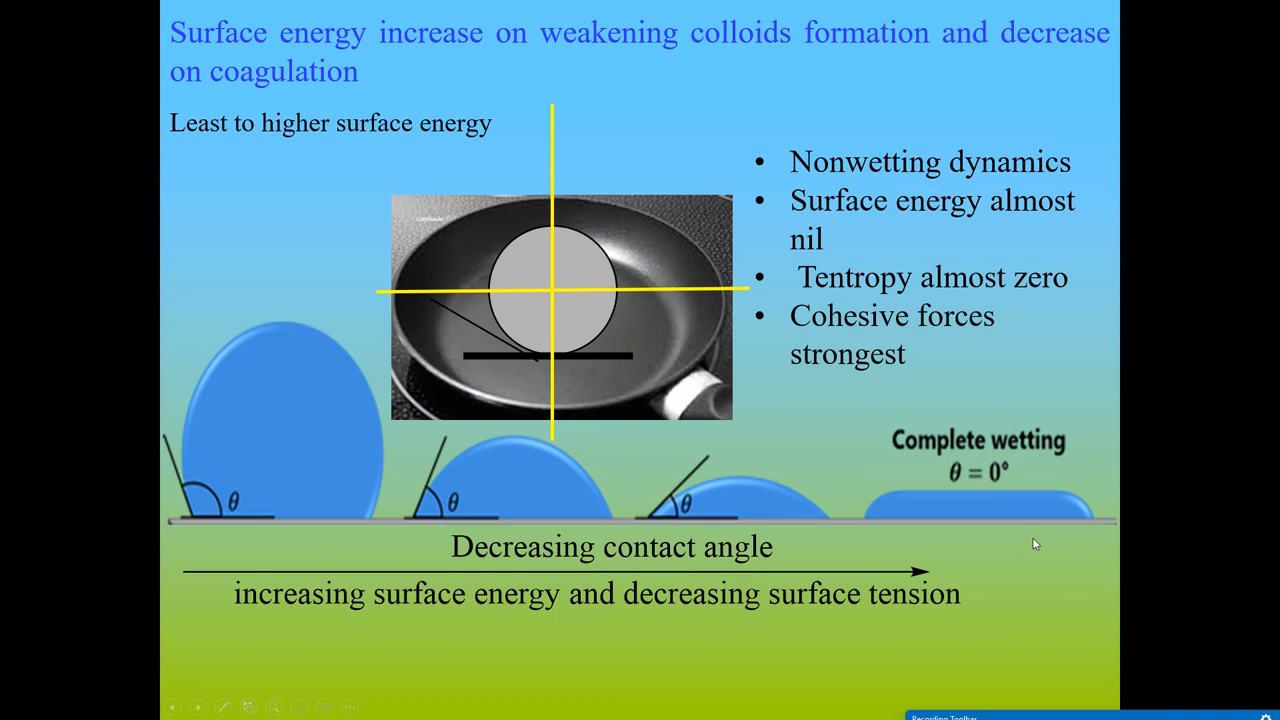 Surface energy increase on weakening colloids formation and decrease
on coagulation
Least to higher surface energy
• Nonwetting dynamics
• Surface energy almost
nil
• Tentropy almost zero
• Cohesive forces
strongest
Complete wetting
θ = 0°
θ
θ
θ
Decreasing contact angle
increasing surface energy and decreasing surface tension
Recording Toolbar